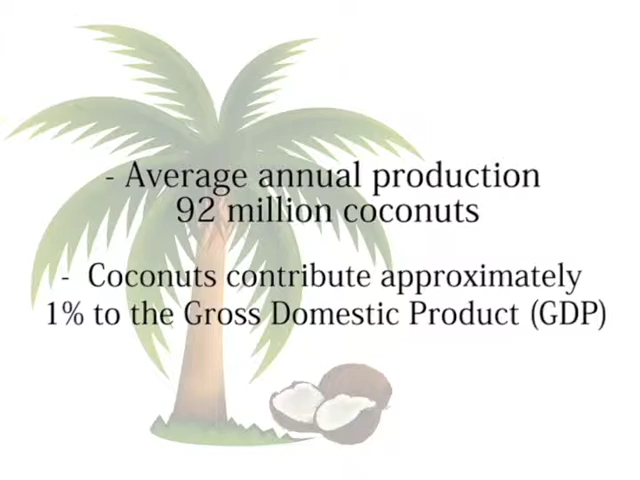 - Average annual production
92 million coconuts
- Coconuts contribute approximately
1% to the Gross Domestic Product (GDP)